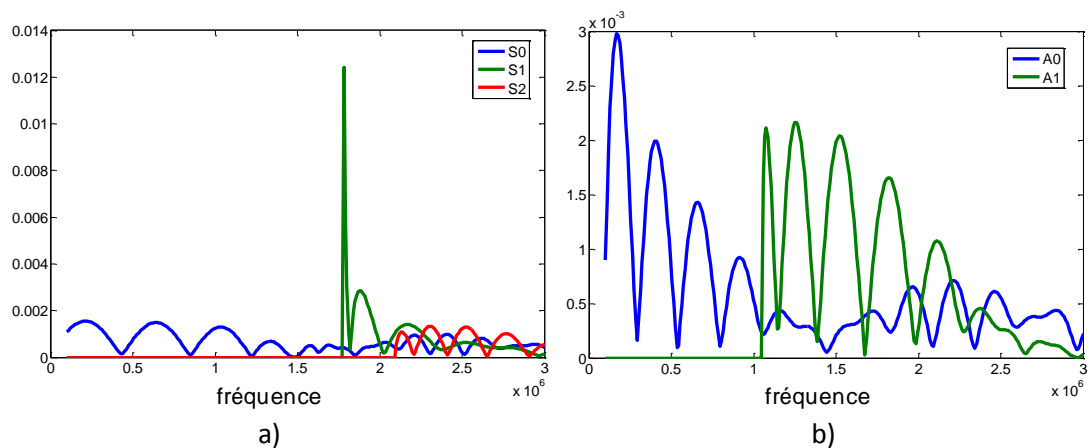 0.014
0.012
0.01
0.008
0.006
0.004
0.002
0
0 0.5 1 1.5 2 2.5 3
x 10^6
fréquence
S0
S1
S2
a)
x 10^-3
3
2.5
2
1.5
1
0.5
0
0 0.5 1 1.5 2 2.5 3
x 10^6
fréquence
A0
A1
b)